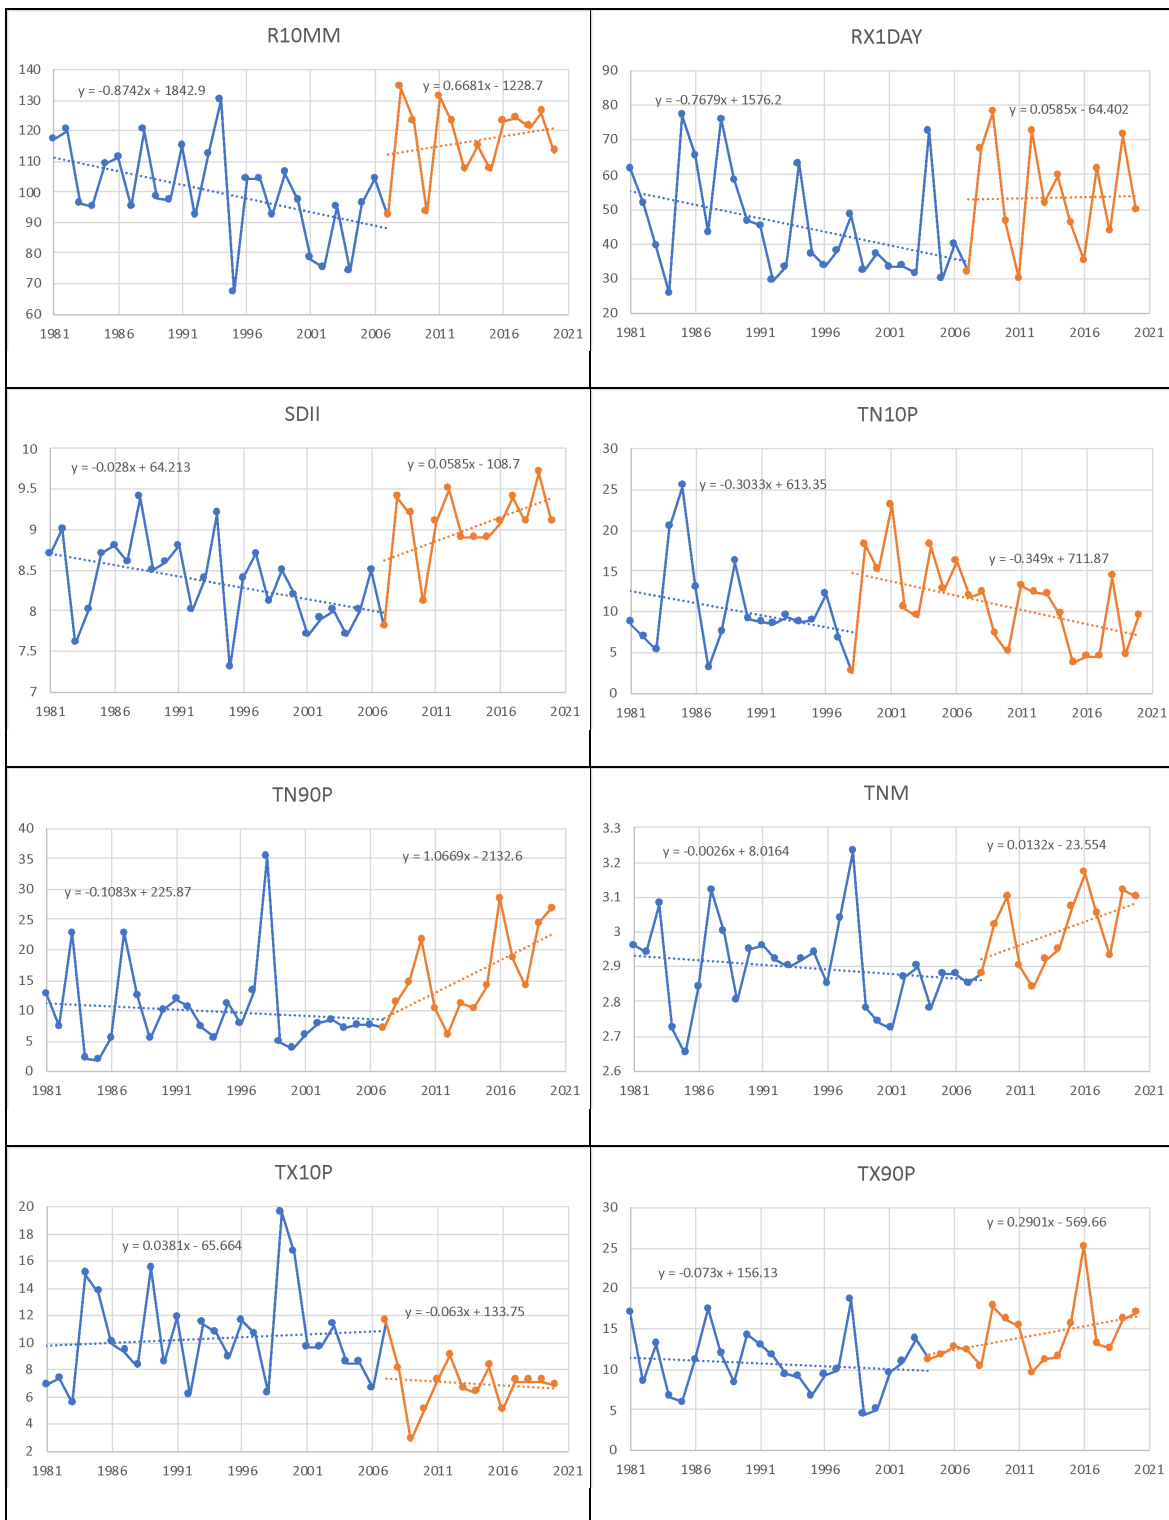 R10MM
140
130
120
110
100
90
80
70
60
y = -0.8742x + 1842.9
y = 0.6681x - 1228.7
1981 1986 1991 1996 2001 2006 2011 2016 2021
RX1DAY
90
80
70
60
50
40
30
20
y = -0.7679x + 1576.2
y = 0.0585x - 64.402
1981 1986 1991 1996 2001 2006 2011 2016 2021
SDII
10
9.5
9
8.5
8
7.5
7
y = -0.028x + 64.213
y = 0.0585x - 108.7
1981 1986 1991 1996 2001 2006 2011 2016 2021
TN10P
30
25
20
15
10
5
0
y = -0.3033x + 613.35
y = -0.349x + 711.87
1981 1986 1991 1996 2001 2006 2011 2016 2021
TN90P
40
35
30
25
20
15
10
5
0
y = -0.1083x + 225.87
y = 1.0669x - 2132.6
1981 1986 1991 1996 2001 2006 2011 2016 2021
TNM
3.3
3.2
3.1
3
2.9
2.8
2.7
2.6
y = -0.0026x + 8.0164
y = 0.0132x - 23.554
1981 1986 1991 1996 2001 2006 2011 2016 2021
TX10P
20
18
16
14
12
10
8
6
4
2
y = 0.0381x - 65.664
y = -0.063x + 133.75
1981 1986 1991 1996 2001 2006 2011 2016 2021
TX90P
30
25
20
15
10
5
0
y = -0.073x + 156.13
y = 0.2901x - 569.66
1981 1986 1991 1996 2001 2006 2011 2016 2021